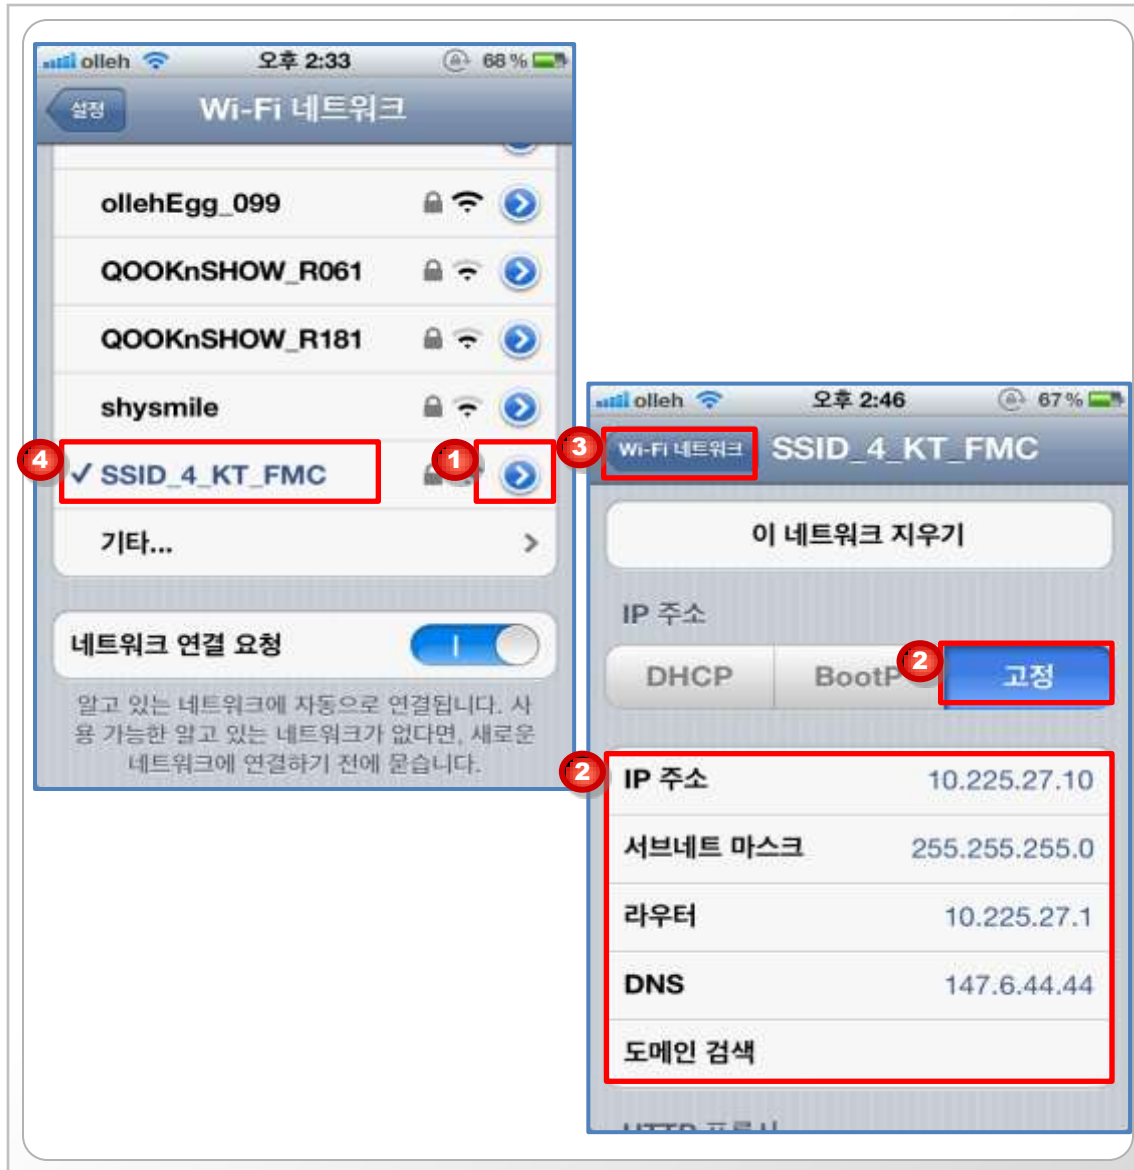 olleh 오후 2:33 68%
설정 Wi-Fi 네트워크
ollehEgg_099
QOOKnSHOW_R061
QOOKnSHOW_R181
shysmile
4 ✓ SSID_4_KT_FMC 1
기타...
네트워크 연결 요청
알고 있는 네트워크에 자동으로 연결됩니다. 사
용 가능한 알고 있는 네트워크가 없다면, 새로운
네트워크에 연결하기 전에 묻습니다.
olleh 오후 2:46 67%
3 Wi-Fi 네트워크 SSID_4_KT_FMC
이 네트워크 지우기
IP 주소
DHCP BootP 2 고정
2 IP 주소 10.225.27.10
서브네트 마스크 255.255.255.0
라우터 10.225.27.1
DNS 147.6.44.44
도메인 검색